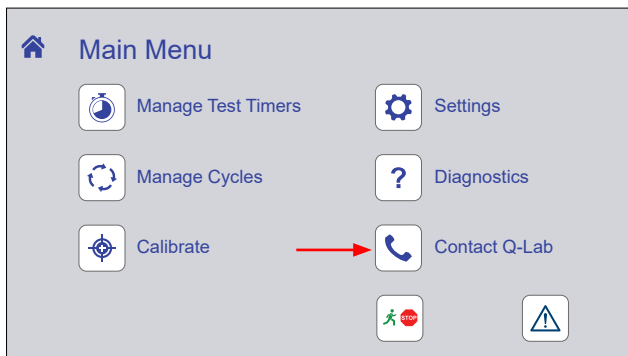 Main Menu
Manage Test Timers
Settings
Manage Cycles
?
Diagnostics
Calibrate
Contact Q-Lab
STOP